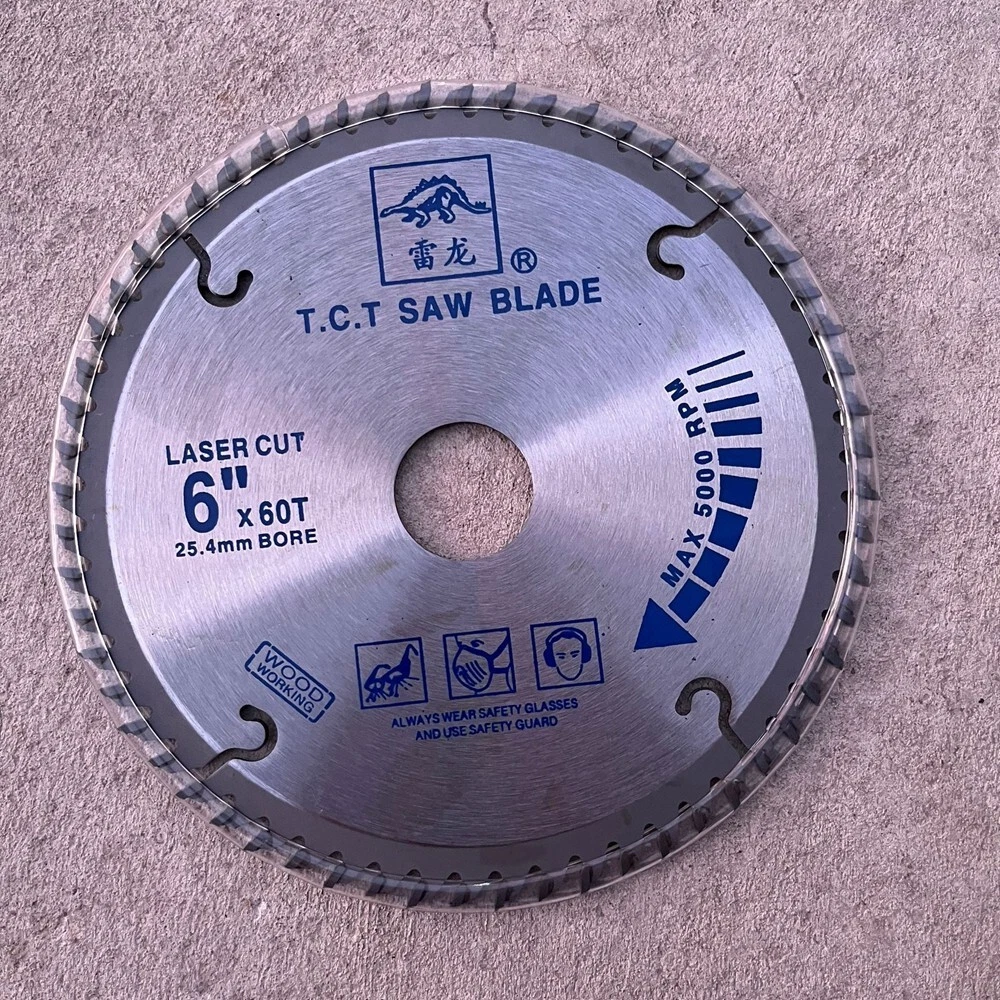 雷龙
®
T.C.T SAW BLADE
LASER CUT
6"
x 60T
25.4mm BORE
MAX 5000 RPM
WOOD
WORKING
ALWAYS WEAR SAFETY GLASSES
AND USE SAFETY GUARD